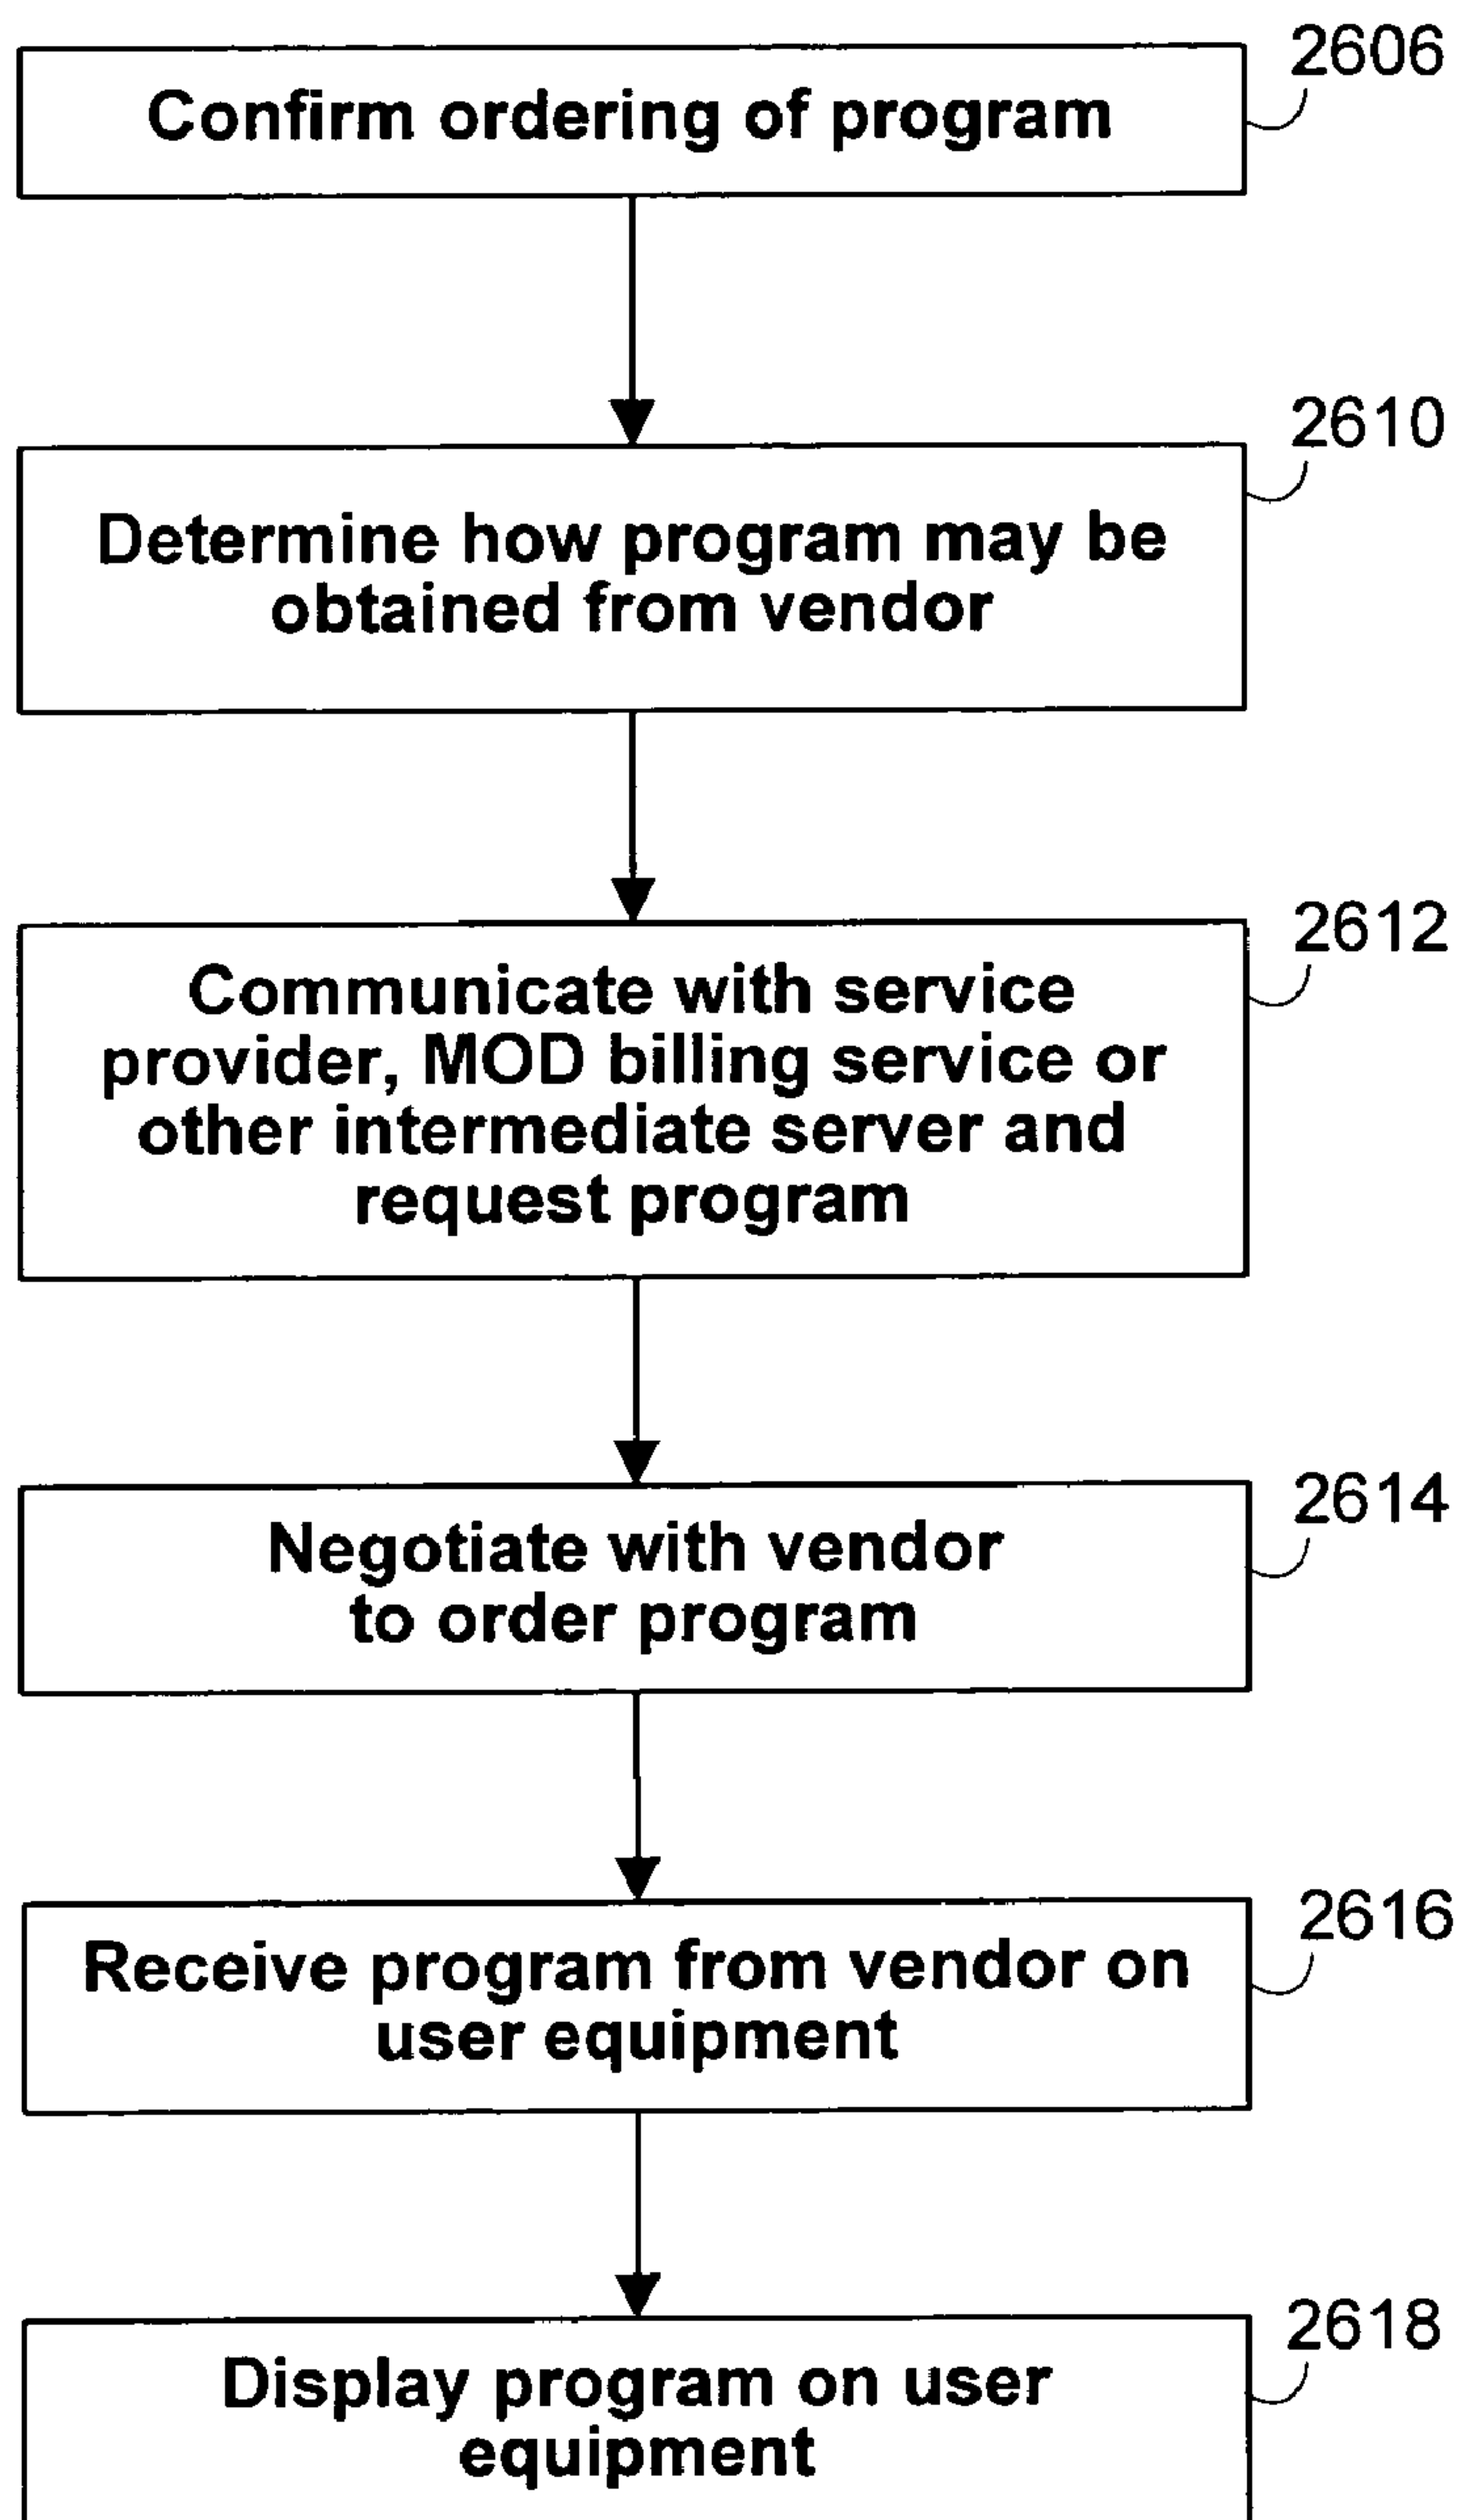 2606
Confirm ordering of program
2610
Determine how program may be
obtained from vendor
2612
Communicate with service
provider, MOD billing service or
other intermediate server and
request program
2614
Negotiate with vendor
to order program
2616
Receive program from vendor on
user equipment
2618
Display program on user
equipment